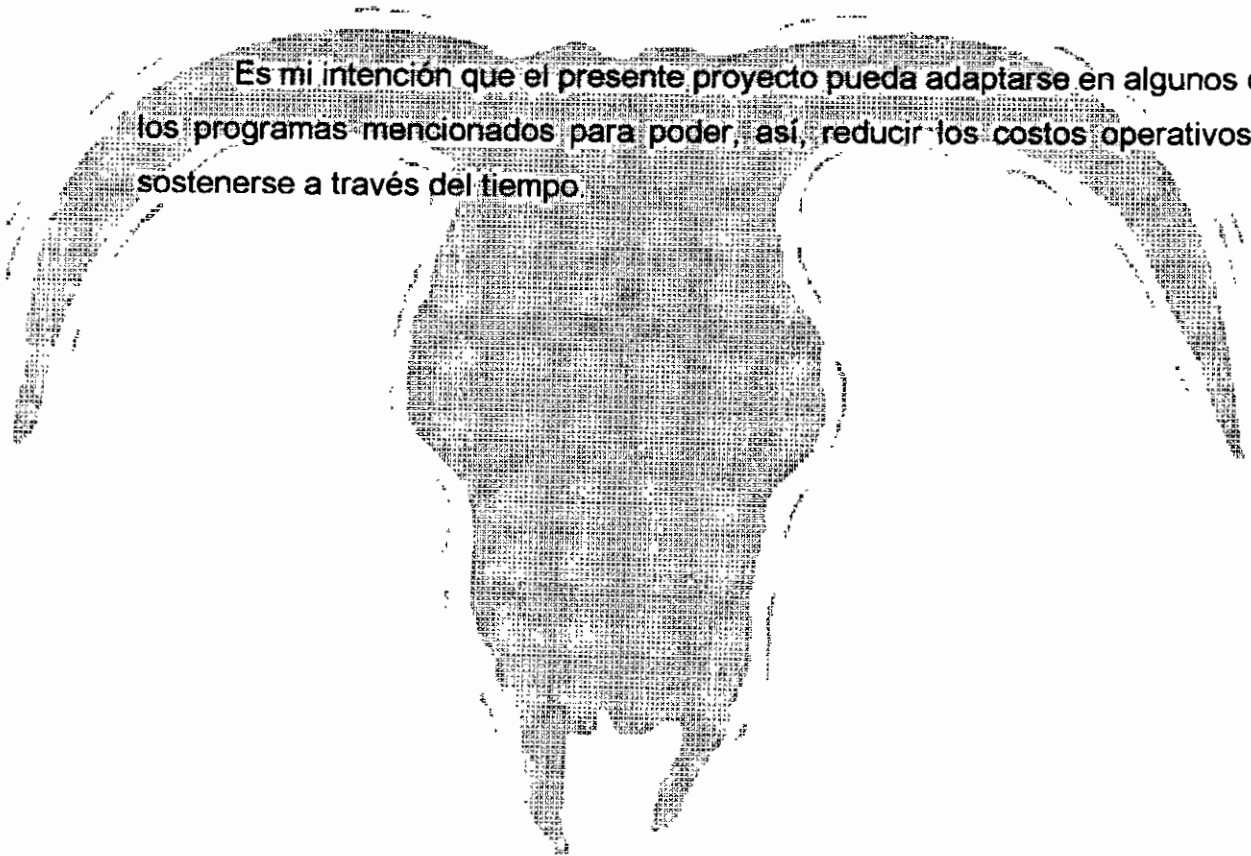 Es mi intención que el presente proyecto pueda adaptarse en algunos
los programas mencionados para poder, así, reducir los costos operativos
sostenerse a través del tiempo.